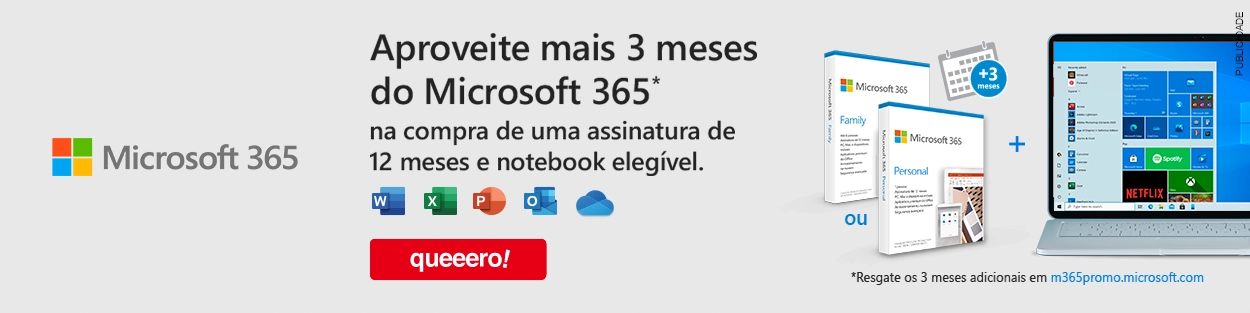 Microsoft 365
Aproveite mais 3 meses
do Microsoft 365*
na compra de uma assinatura de
12 meses e notebook elegível.
W
X
P
O
queeero!
Microsoft 365
Family
Microsoft 365
Personal
ou
+3
meses
+
Spotify
NETFLIX
*Resgate os 3 meses adicionais em m365promo.microsoft.com
PUBLICIDADE